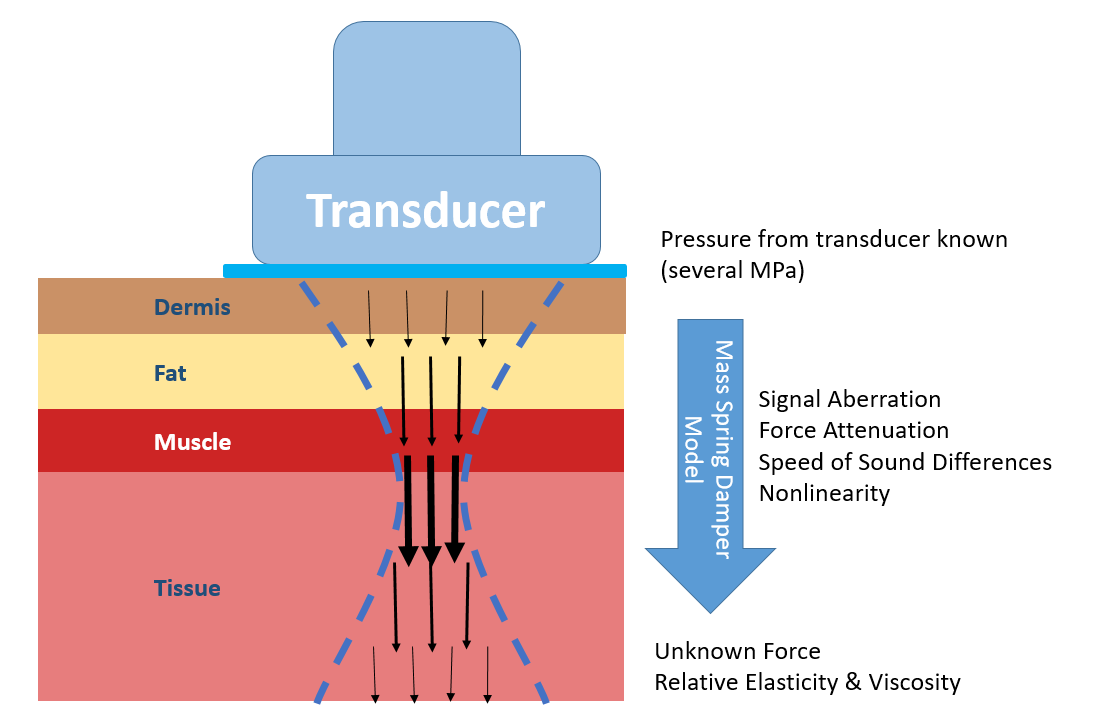 Transducer
Pressure from transducer known
(several MPa)
Dermis
Fat
Muscle
Tissue
Mass Spring Damper
Model
Signal Aberration
Force Attenuation
Speed of Sound Differences
Nonlinearity
Unknown Force
Relative Elasticity & Viscosity